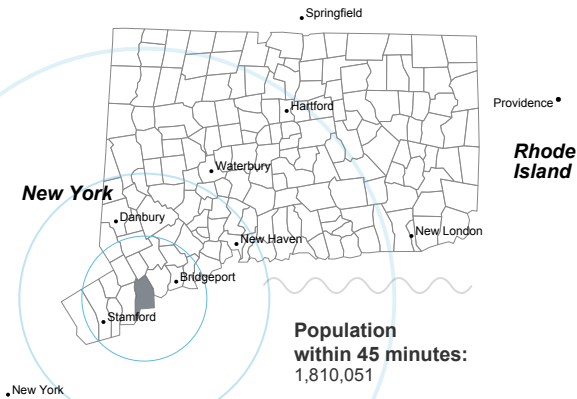 Springfield
Providence
Hartford
Rhode
Island
Waterbury
New York
Danbury
New London
New Haven
Bridgeport
Stamford
Population
within 45 minutes:
1,810,051
New York